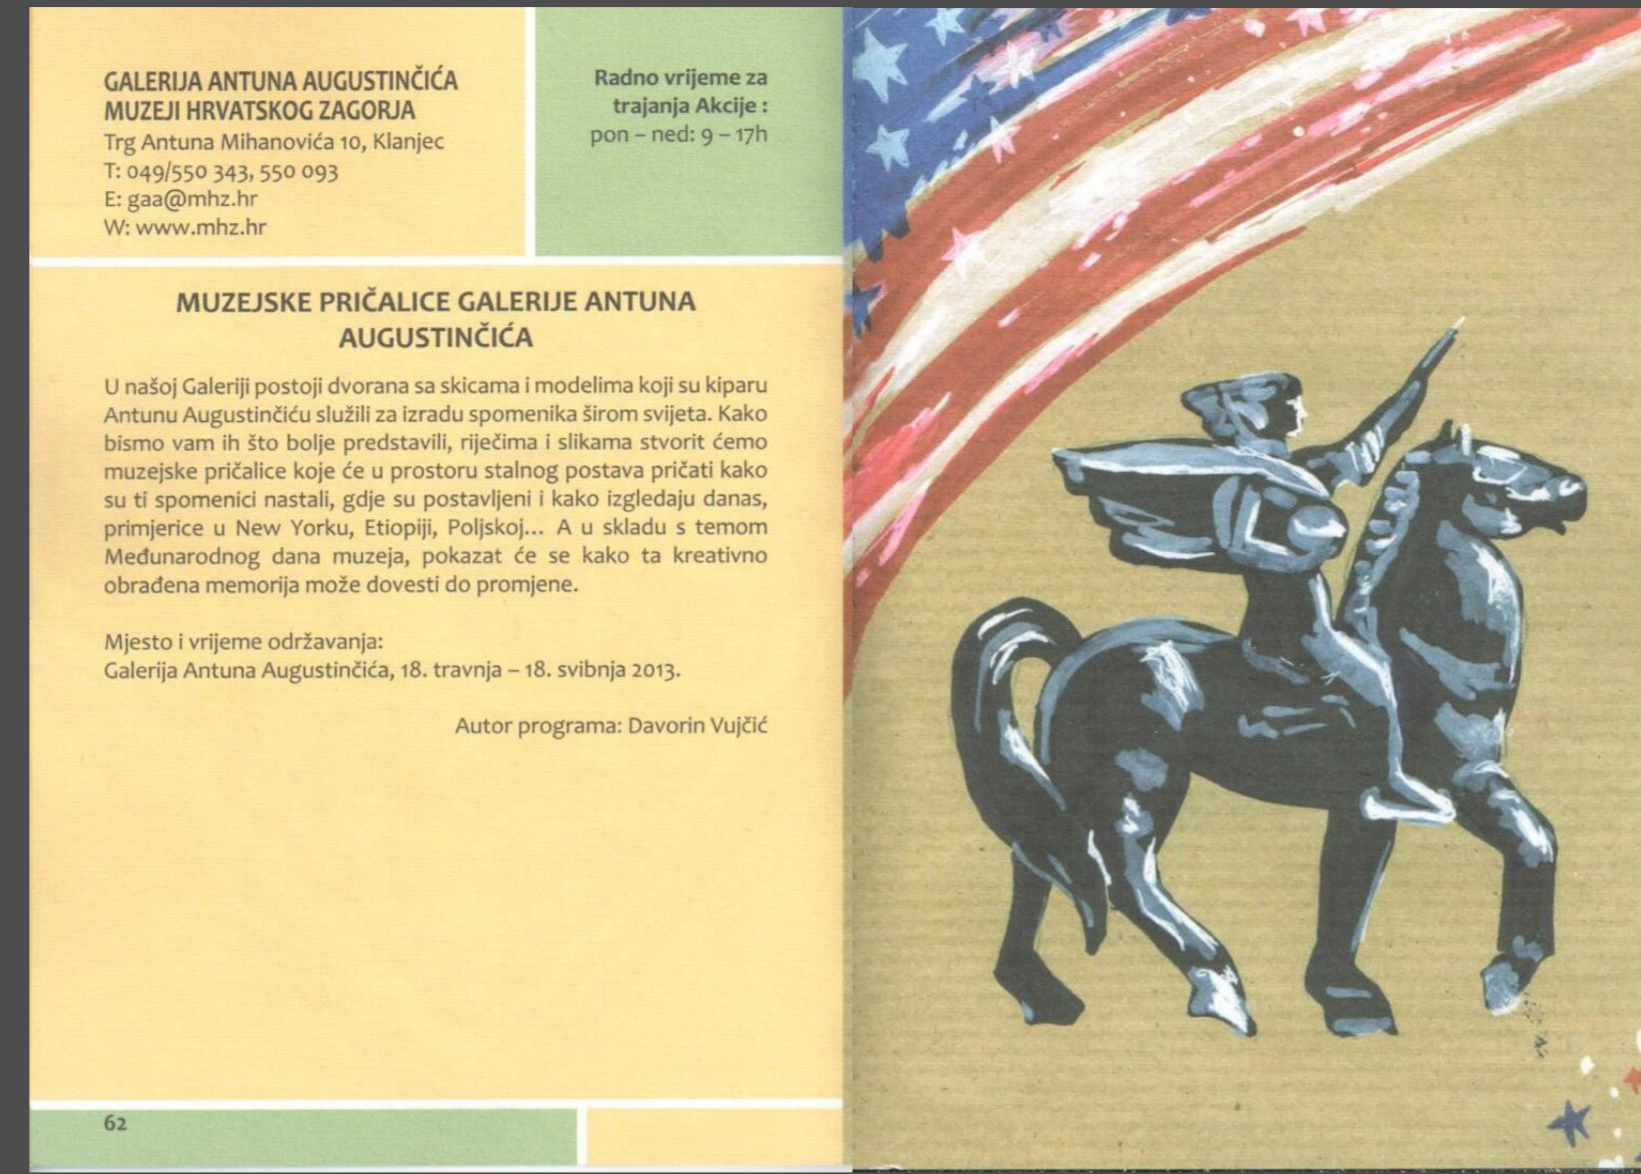 GALERIJA ANTUNA AUGUSTINČIĆA
MUZEJI HRVATSKOG ZAGORJA
Trg Antuna Mihanovića 10, Klanjec
T: 049/550 343, 550 093
E: gaa@mhz.hr
W: www.mhz.hr
Radno vrijeme za
trajanja Akcije :
pon – ned: 9 – 17h
MUZEJSKE PRIČALICE GALERIJE ANTUNA
AUGUSTINČIĆA
U našoj Galeriji postoji dvorana sa skicama i modelima koji su kiparu
Antunu Augustinčiću služili za izradu spomenika širom svijeta. Kako
bismo vam ih što bolje predstavili, riječima i slikama stvorit ćemo
muzejske pričalice koje će u prostoru stalnog postava pričati kako
su ti spomenici nastali, gdje su postavljeni i kako izgledaju danas,
primjerice u New Yorku, Etiopiji, Poljskoj... A u skladu s temom
Međunarodnog dana muzeja, pokazat će se kako ta kreativno
obrađena memorija može dovesti do promjene.
Mjesto i vrijeme održavanja:
Galerija Antuna Augustinčića, 18. travnja – 18. svibnja 2013.
Autor programa: Davorin Vujčić
62